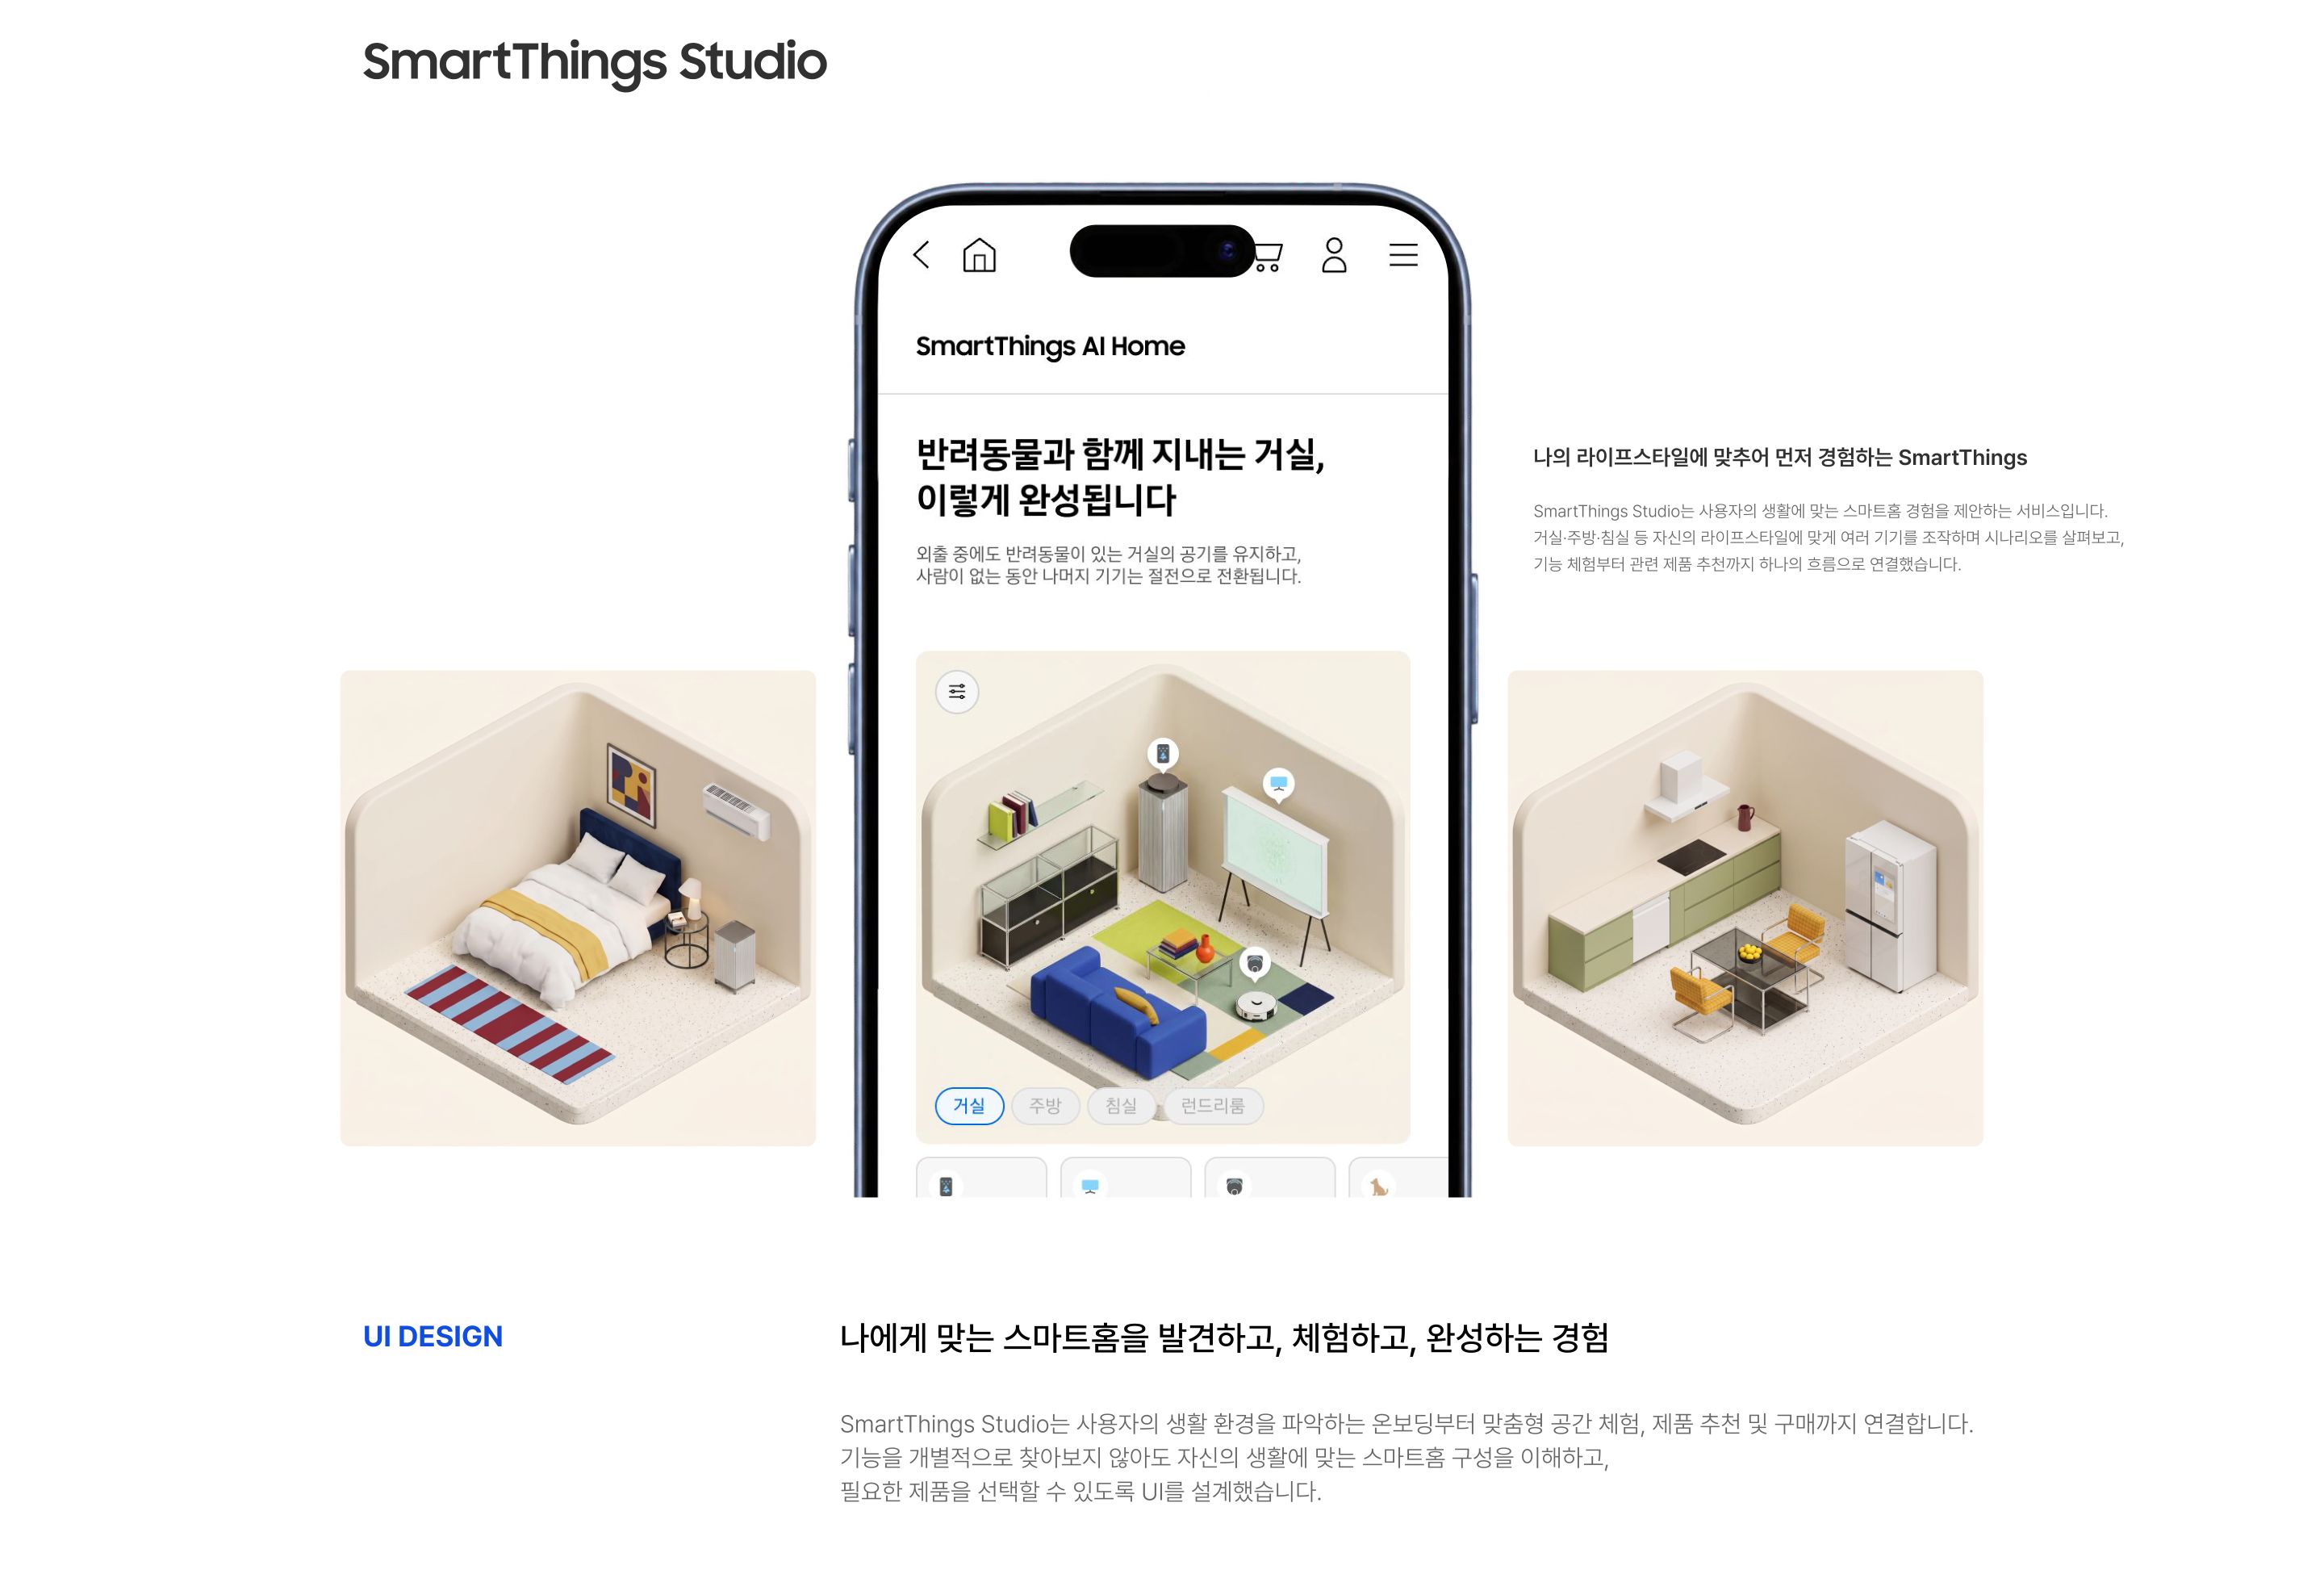 SmartThings Studio
SmartThings AI Home
반려동물과 함께 지내는 거실,
이렇게 완성됩니다
외출 중에도 반려동물이 있는 거실의 공기를 유지하고,
사람이 없는 동안 나머지 기기는 절전으로 전환됩니다.
거실
주방
침실
런드리룸
나의 라이프스타일에 맞추어 먼저 경험하는 SmartThings
SmartThings Studio는 사용자의 생활에 맞는 스마트홈 경험을 제안하는 서비스입니다.
거실·주방·침실 등 자신의 라이프스타일에 맞게 여러 기기를 조작하며 시나리오를 살펴보고,
기능 체험부터 관련 제품 추천까지 하나의 흐름으로 연결했습니다.
UI DESIGN
나에게 맞는 스마트홈을 발견하고, 체험하고, 완성하는 경험
SmartThings Studio는 사용자의 생활 환경을 파악하는 온보딩부터 맞춤형 공간 체험, 제품 추천 및 구매까지 연결합니다.
기능을 개별적으로 찾아보지 않아도 자신의 생활에 맞는 스마트홈 구성을 이해하고,
필요한 제품을 선택할 수 있도록 UI를 설계했습니다.